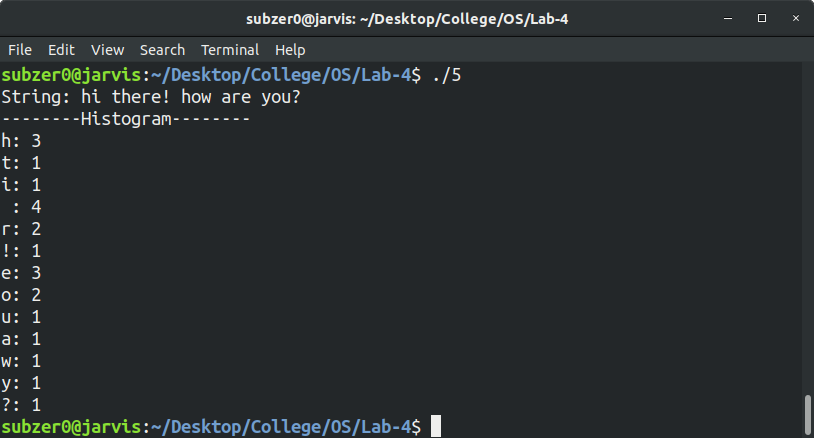 subzer0@jarvis: ~/Desktop/College/OS/Lab-4
File Edit View Search Terminal Help
subzer0@jarvis:~/Desktop/College/OS/Lab-4$ ./5
String: hi there! how are you?
--------Histogram--------
h: 3
t: 1
i: 1
 : 4
r: 2
!: 1
e: 3
o: 2
u: 1
a: 1
w: 1
y: 1
?: 1
subzer0@jarvis:~/Desktop/College/OS/Lab-4$